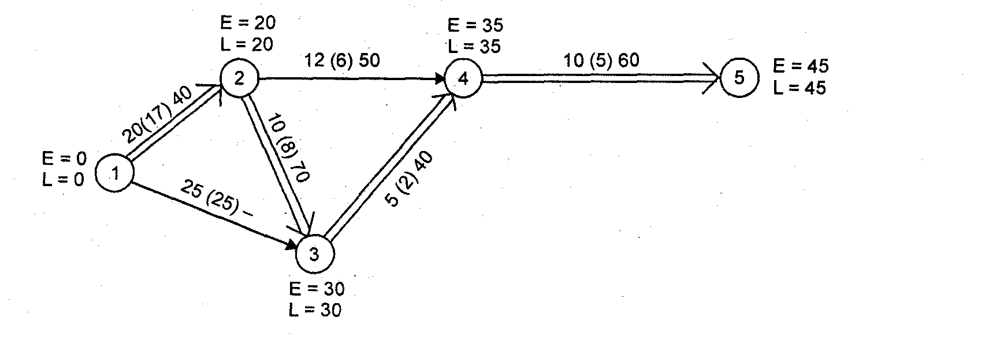 E = 20
L = 20
E = 35
L = 35
12 (6) 50
10 (5) 60
E = 45
L = 45
2
4
5
20(17) 40
10 (8) 70
E = 0
L = 0
1
5 (2) 40
25 (25) –
3
E = 30
L = 30